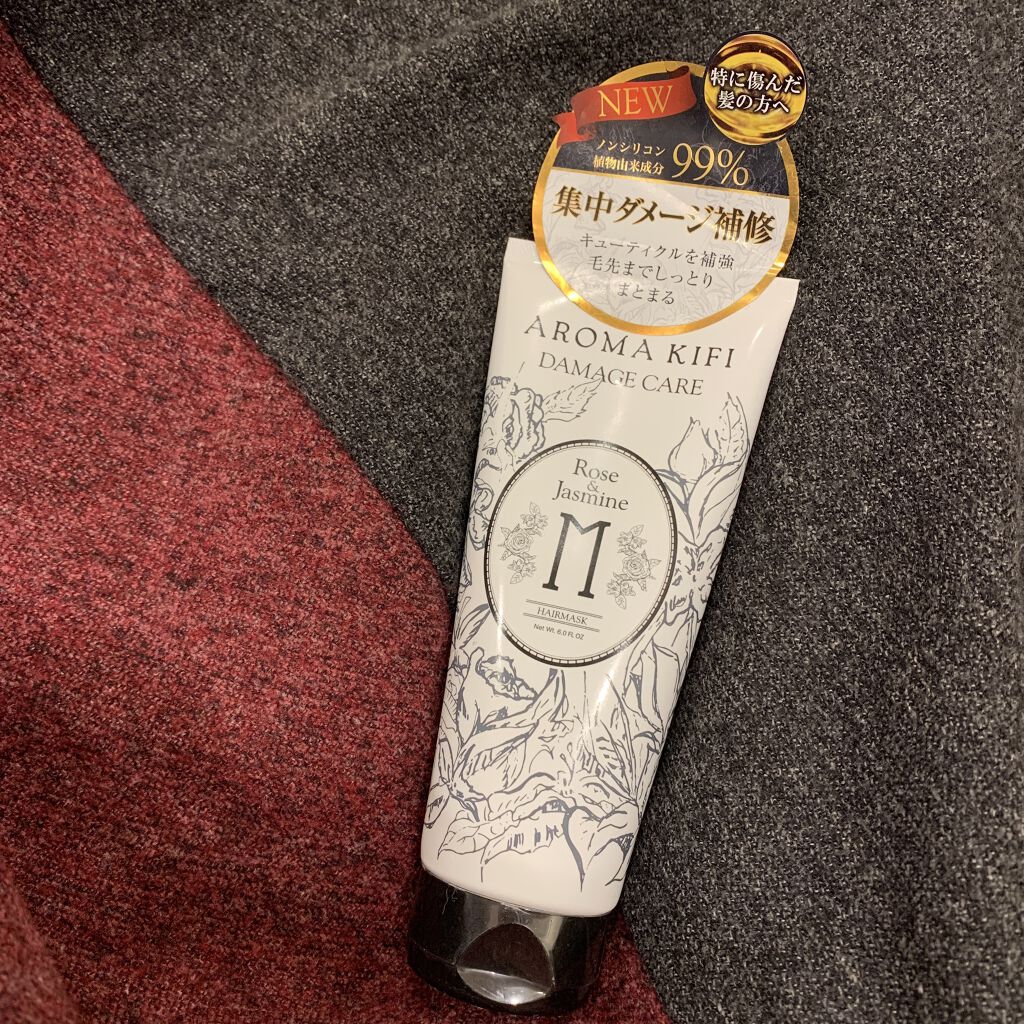 特に傷んだ
髪の方へ
NEW
ノンシリコン
植物由来成分 99%
集中ダメージ補修
キューティクルを補強
毛先までしっとり
まとまる
AROMA KIFI
DAMAGE CARE
Rose
&
Jasmine
M
HAIRMASK
Net Wt. 6.0 FL OZ